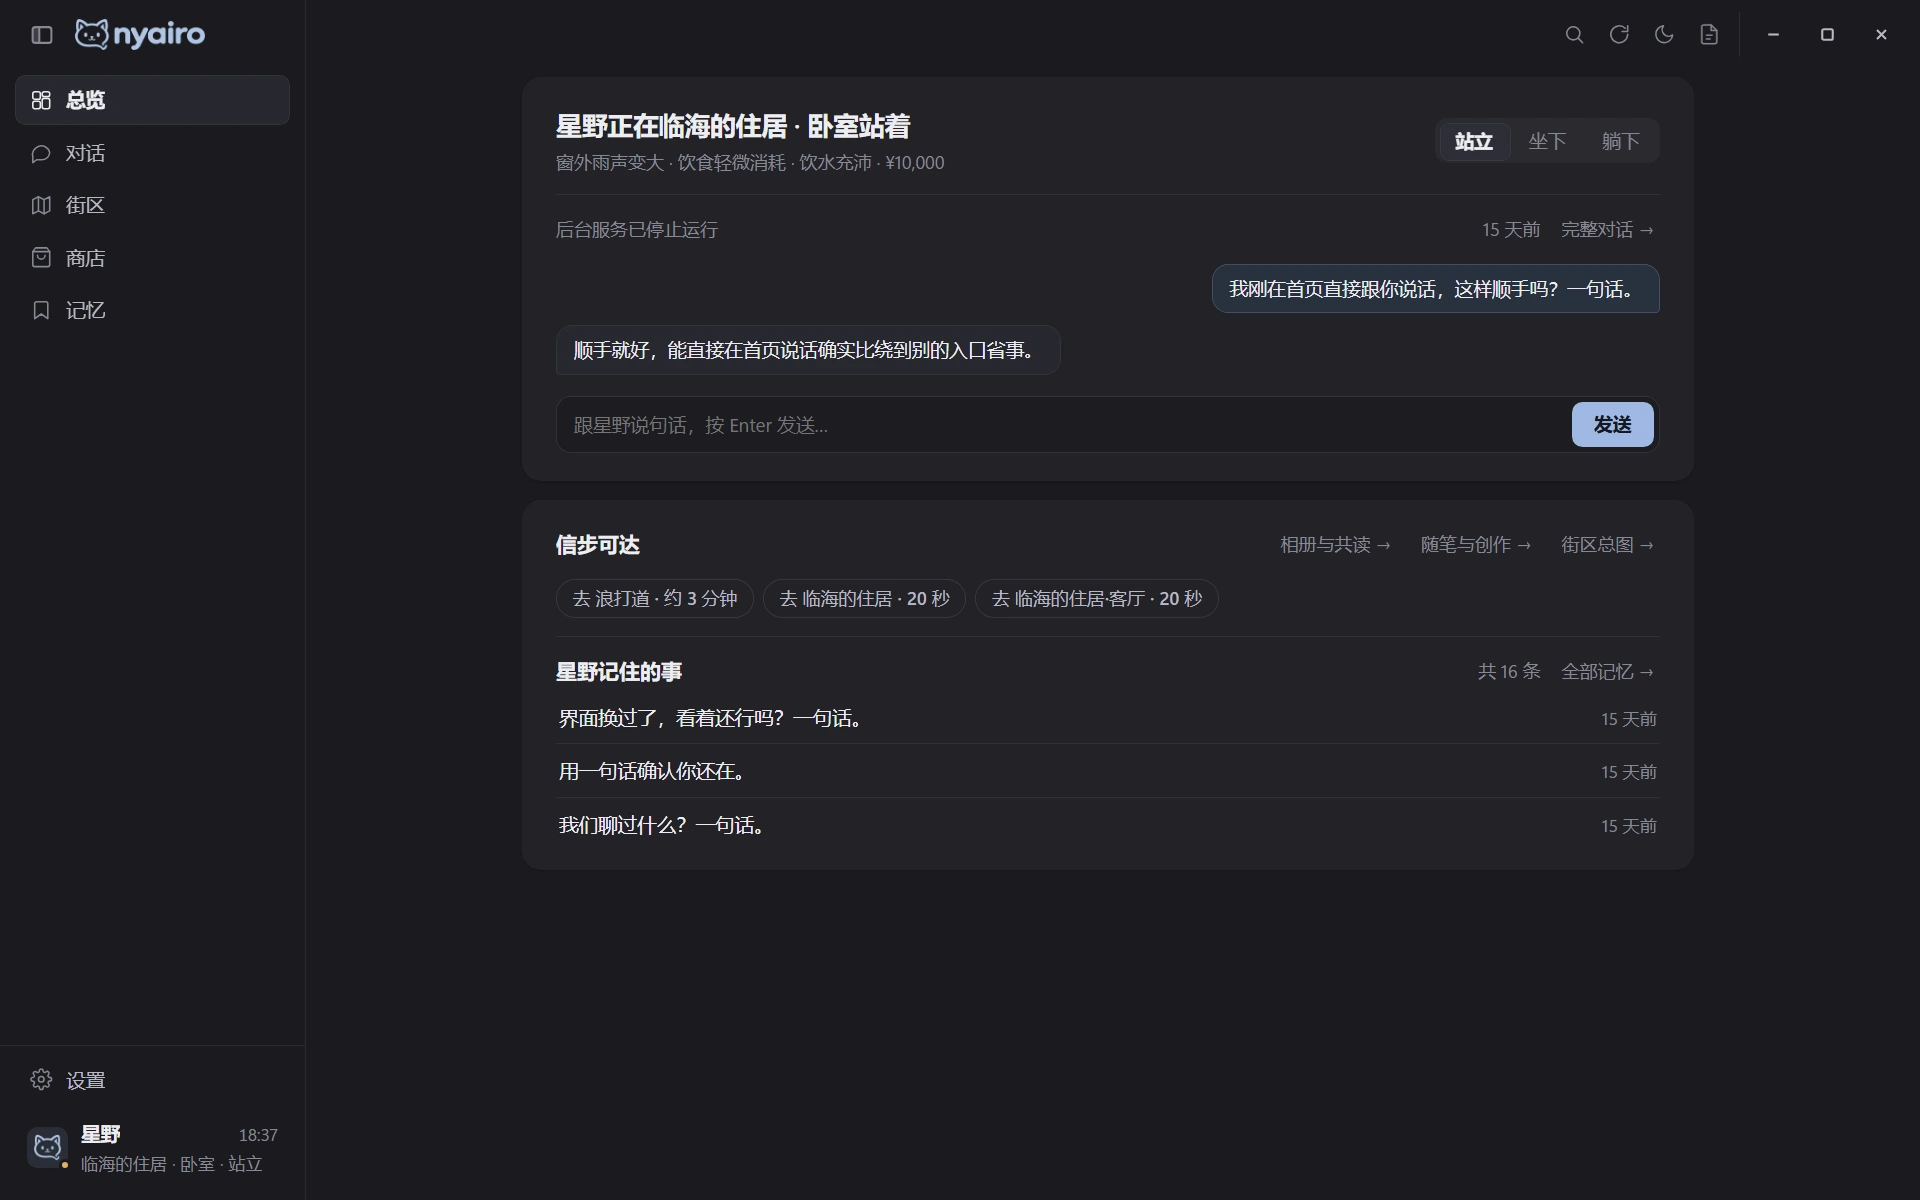 nyairo
总览
对话
街区
商店
记忆
星野正在临海的住居 · 卧室站着
窗外雨声变大 · 饮食轻微消耗 · 饮水充沛 · ¥10,000
站立 坐下 躺下
后台服务已停止运行 15 天前 完整对话 →
我刚在首页直接跟你说话，这样顺手吗？一句话。
顺手就好，能直接在首页说话确实比绕到别的入口省事。
跟星野说句话，按 Enter 发送... 发送
信步可达 相册与共读 → 随笔与创作 → 街区总图 →
去 浪打道 · 约 3 分钟 去 临海的住居 · 20 秒 去 临海的住居·客厅 · 20 秒
星野记住的事 共 16 条 全部记忆 →
界面换过了，看着还行吗？一句话。 15 天前
用一句话确认你还在。 15 天前
我们聊过什么？一句话。 15 天前
设置
星野 18:37
临海的住居 · 卧室 · 站立